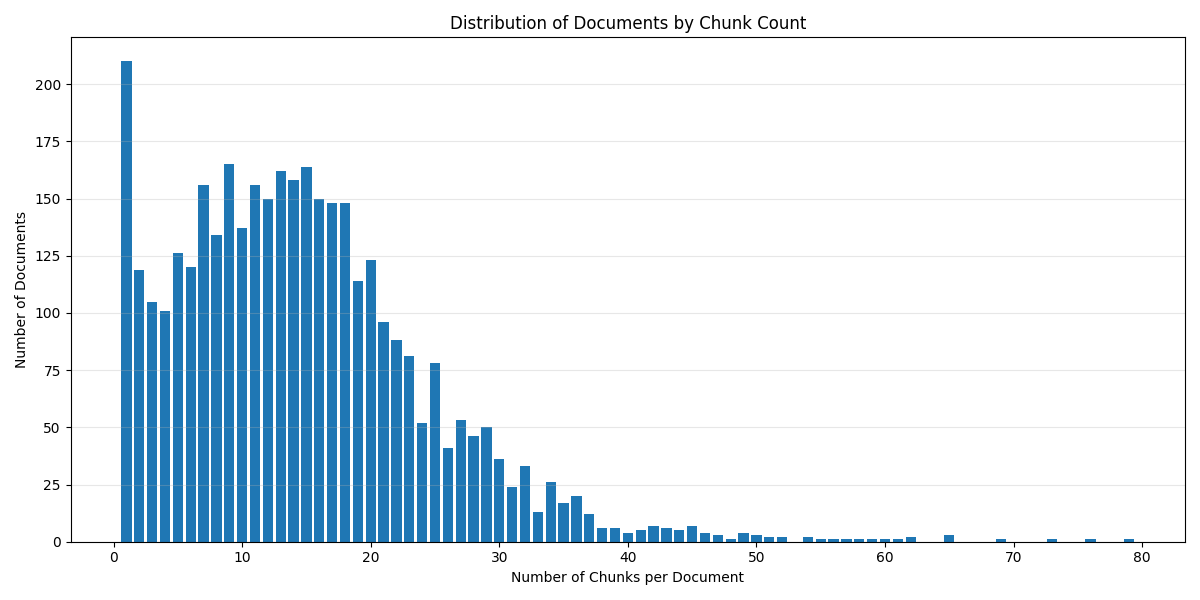 Distribution of Documents by Chunk Count
Number of Documents
200
175
150
125
100
75
50
25
0
0 10 20 30 40 50 60 70 80
Number of Chunks per Document